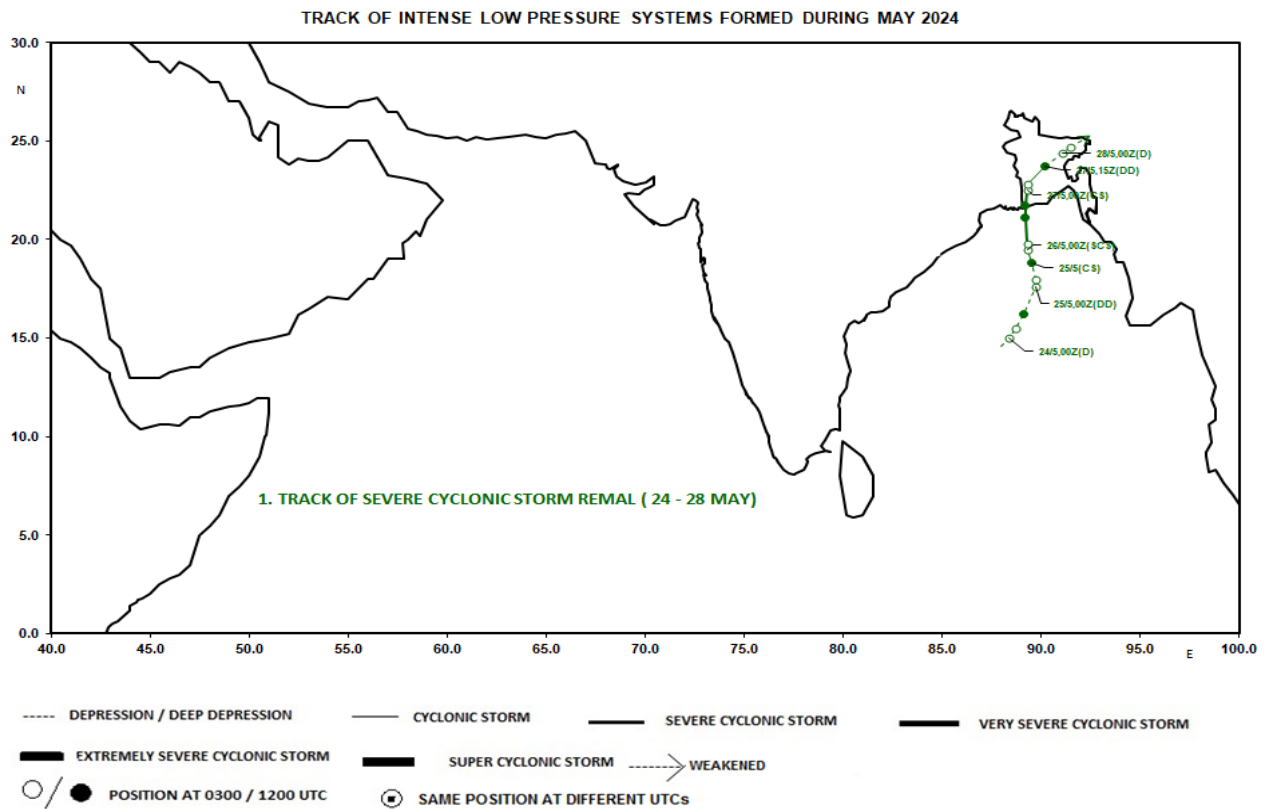 TRACK OF INTENSE LOW PRESSURE SYSTEMS FORMED DURING MAY 2024
30.0
N
25.0
20.0
15.0
10.0
5.0
0.0
28/5,00Z(D)
27/5,15Z(DD)
27/5,00Z(CS)
26/5,00Z(SCS)
25/5(CS)
25/5,00Z(DD)
24/5,00Z(D)
1. TRACK OF SEVERE CYCLONIC STORM REMAL ( 24 - 28 MAY)
40.0 45.0 50.0 55.0 60.0 65.0 70.0 75.0 80.0 85.0 90.0 95.0 100.0
E
DEPRESSION / DEEP DEPRESSION CYCLONIC STORM SEVERE CYCLONIC STORM VERY SEVERE CYCLONIC STORM
EXTREMELY SEVERE CYCLONIC STORM SUPER CYCLONIC STORM WEAKENED
/ POSITION AT 0300 / 1200 UTC SAME POSITION AT DIFFERENT UTCs